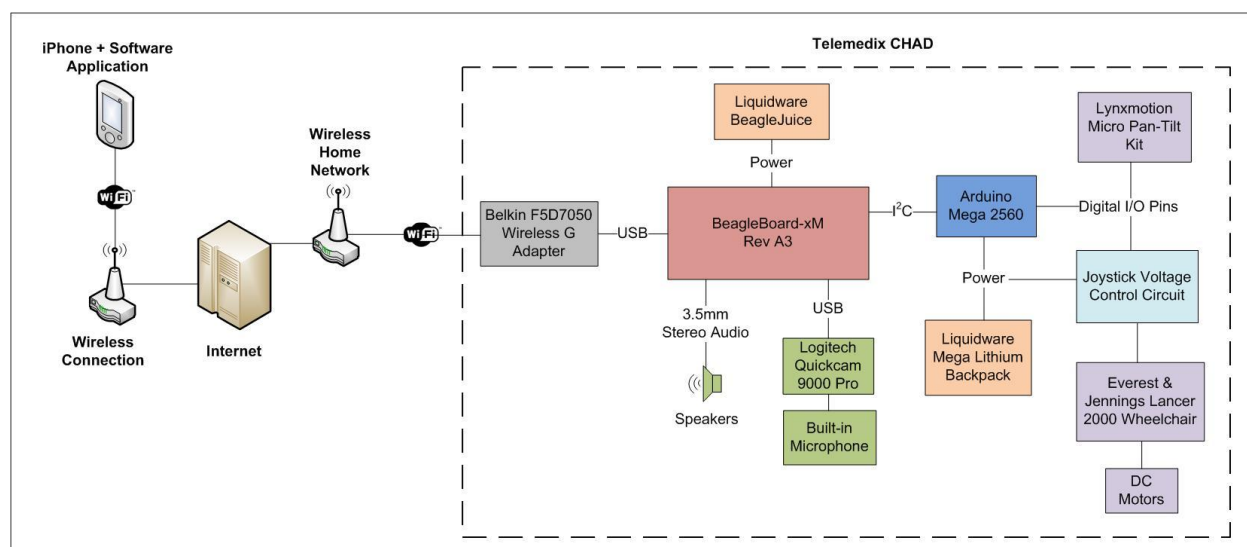 iPhone + Software
Application
WiFi
Wireless
Connection
Internet
Wireless
Home
Network
WiFi
Telemedix CHAD
Belkin F5D7050
Wireless G
Adapter
USB
Liquidware
BeagleJuice
Power
BeagleBoard-xM
Rev A3
3.5mm
Stereo Audio
Speakers
USB
Logitech
Quickcam
9000 Pro
Built-in
Microphone
I²C
Arduino
Mega 2560
Power
Liquidware
Mega Lithium
Backpack
Lynxmotion
Micro Pan-Tilt
Kit
Digital I/O Pins
Joystick Voltage
Control Circuit
Everest &
Jennings Lancer
2000 Wheelchair
DC
Motors